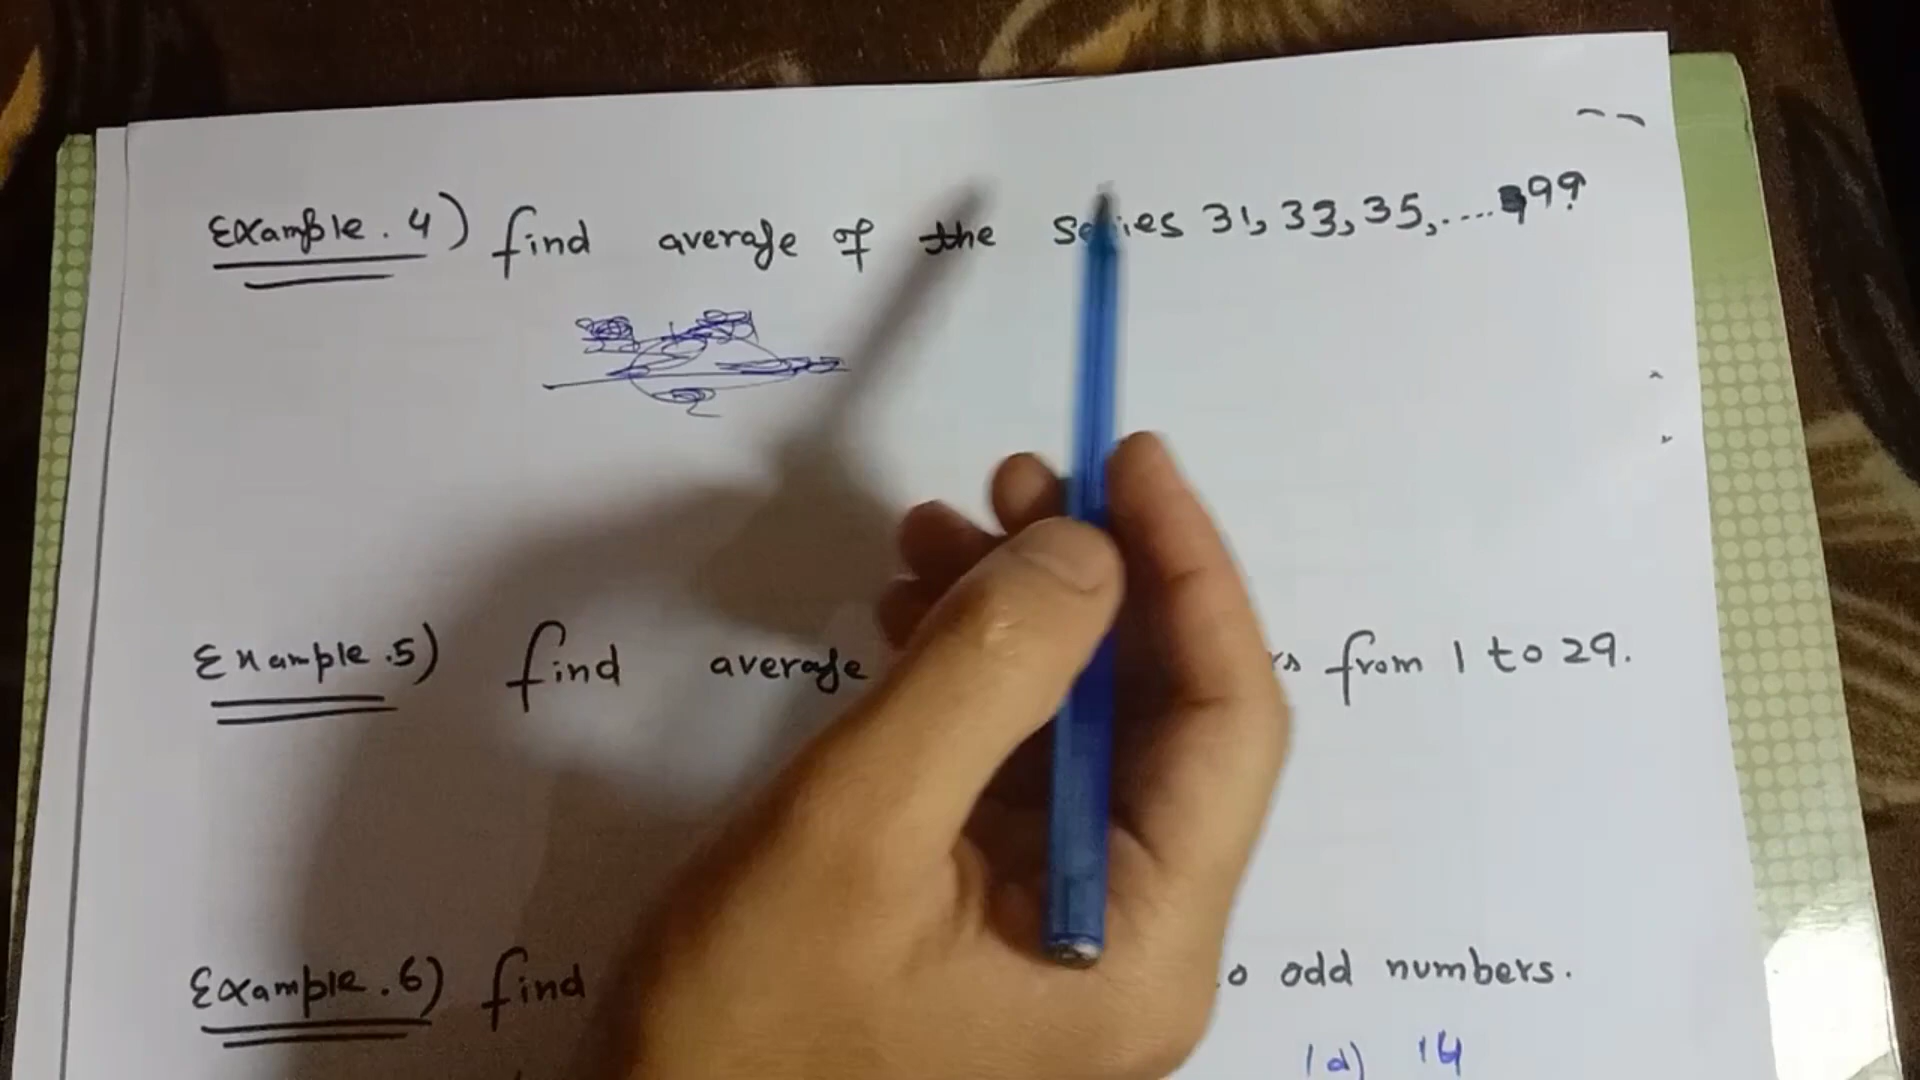 Example. 4) find average of the series 31, 33, 35, .... 99?
Example .5) find average from 1 to 29.
Example. 6) find odd numbers.
(d) 14